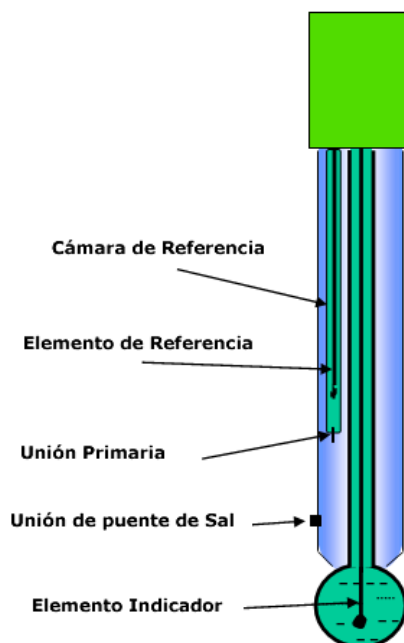 Cámara de Referencia
Elemento de Referencia
Unión Primaria
Unión de puente de Sal
Elemento Indicador